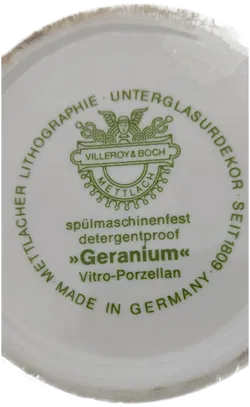 METTLACHER LITHOGRAPHIE · UNTERGLASURDEKOR · SEIT 1809 ·
VILLEROY & BOCH
METTLACH
spülmaschinenfest
detergentproof
»Geranium«
Vitro-Porzellan
MADE IN GERMANY·